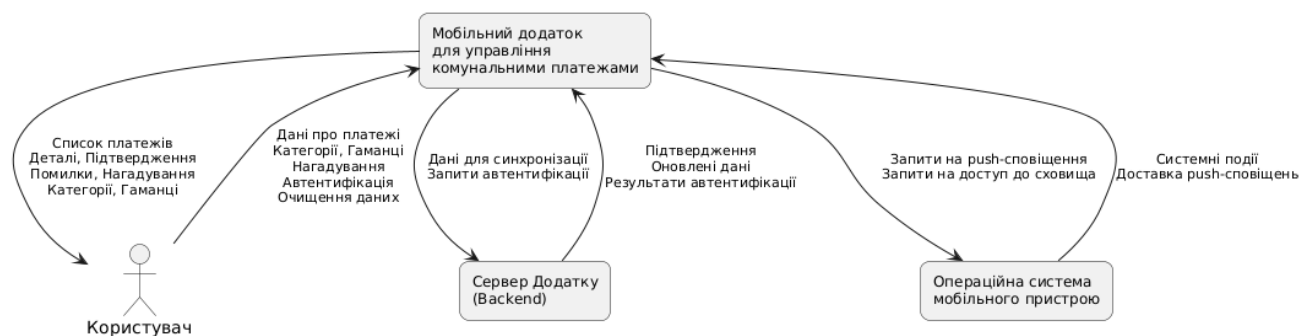 Мобільний додаток
для управління
комунальними платежами
Список платежів
Деталі, Підтвердження
Помилки, Нагадування
Категорії, Гаманці
Дані про платежі
Категорії, Гаманці
Нагадування
Автентифікація
Очищення даних
Дані для синхронізації
Запити автентифікації
Підтвердження
Оновлені дані
Результати автентифікації
Запити на push-сповіщення
Запити на доступ до сховища
Системні події
Доставка push-сповіщень
Користувач
Сервер Додатку
(Backend)
Операційна система
мобільного пристрою